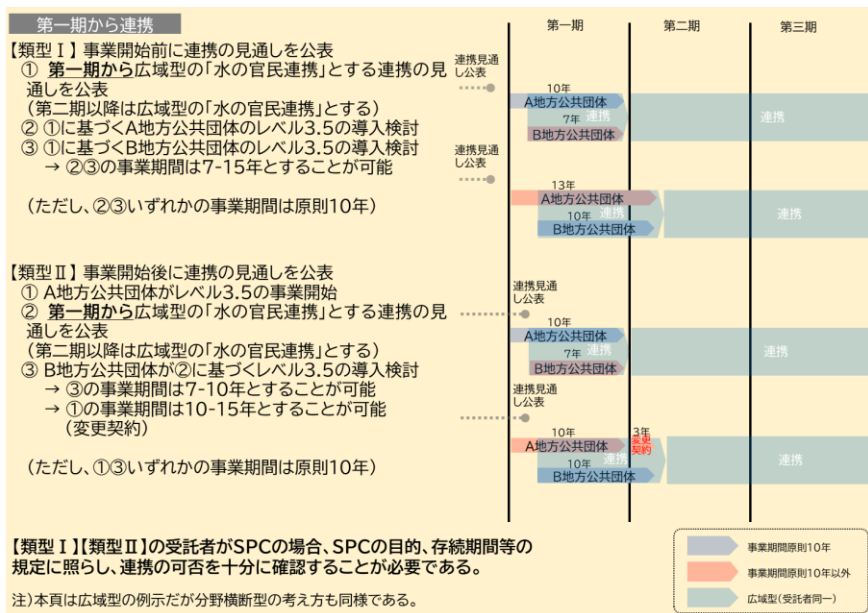 第一期から連携
【類型Ⅰ】 事業開始前に連携の見通しを公表
① 第一期から広域型の「水の官民連携」とする連携の見
通しを公表
(第二期以降は広域型の「水の官民連携」とする)
② ①に基づくA地方公共団体のレベル3.5の導入検討
③ ①に基づくB地方公共団体のレベル3.5の導入検討
→ ②③の事業期間は7-15年とすることが可能
(ただし、②③いずれかの事業期間は原則10年)
【類型Ⅱ】 事業開始後に連携の見通しを公表
① A地方公共団体がレベル3.5の事業開始
② 第一期から広域型の「水の官民連携」とする連携の見
通しを公表
(第二期以降は広域型の「水の官民連携」とする)
③ B地方公共団体が②に基づくレベル3.5の導入検討
→ ③の事業期間は7-10年とすることが可能
→ ①の事業期間は10-15年とすることが可能
(変更契約)
(ただし、①③いずれかの事業期間は原則10年)
【類型Ⅰ】【類型Ⅱ】の受託者がSPCの場合、SPCの目的、存続期間等の
規定に照らし、連携の可否を十分に確認することが必要である。
注)本頁は広域型の例示だが分野横断型の考え方も同様である。
第一期
第二期
第三期
連携見通
し公表
10年
A地方公共団体
7年
連携
B地方公共団体
連携
連携見通
し公表
13年
A地方公共団体
10年
連携
B地方公共団体
連携
連携見通
し公表
10年
A地方公共団体
7年
連携
B地方公共団体
連携
連携見通
し公表
10年
A地方公共団体
3年
変更
契約
10年
連携
B地方公共団体
連携
事業期間原則10年
事業期間原則10年以外
広域型(受託者同一)